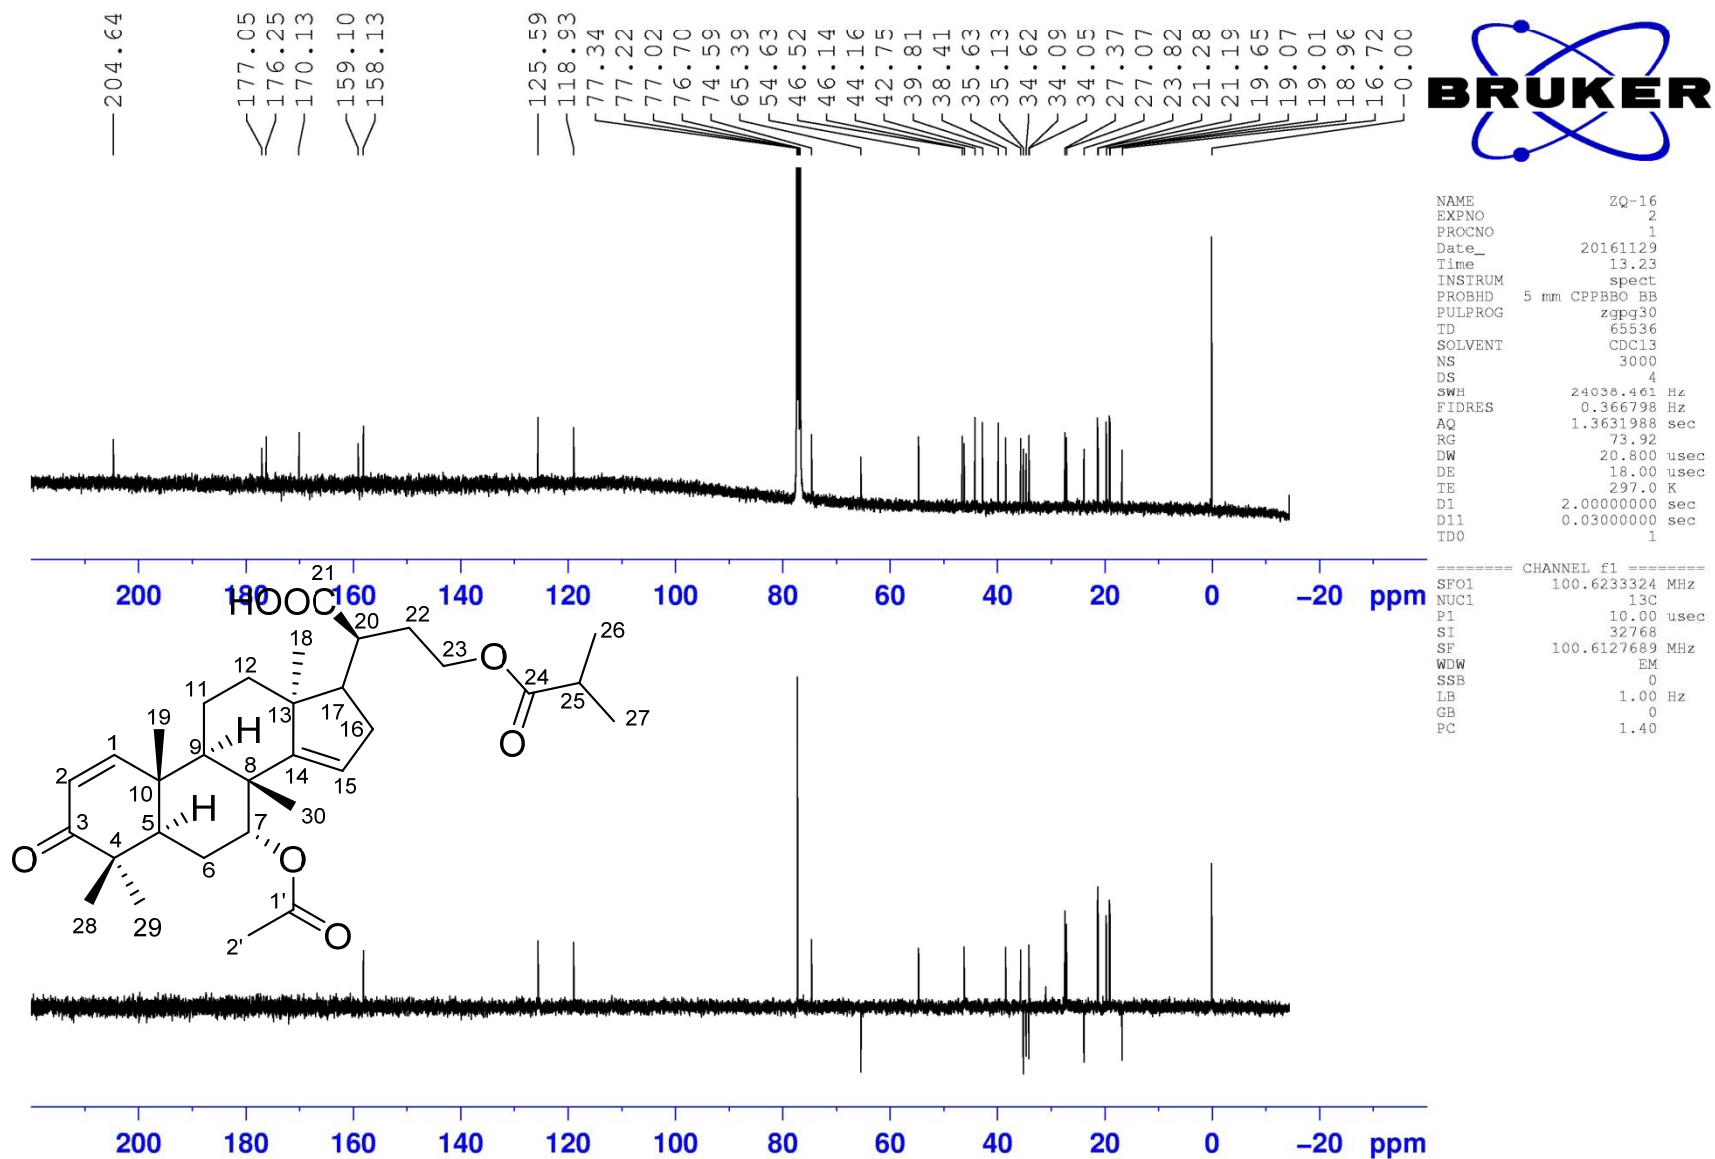 204.64
177.05
176.25
170.13
159.10
158.13
125.59
118.93
77.34
77.22
77.02
76.70
74.59
65.39
54.63
46.52
46.14
44.16
42.75
39.81
38.41
35.63
35.13
34.62
34.09
34.05
27.37
27.07
23.82
21.28
21.19
19.65
19.07
19.01
18.96
16.72
-0.00
BRUKER
NAME ZQ-16
EXPNO 2
PROCNO 1
Date_ 20161129
Time 13.23
INSTRUM spect
PROBHD 5 mm CPPBBO BB
PULPROG zgpg30
TD 65536
SOLVENT CDCl3
NS 3000
DS 4
SWH 24038.461 Hz
FIDRES 0.366798 Hz
AQ 1.3631988 sec
RG 73.92
DW 20.800 usec
DE 18.00 usec
TE 297.0 K
D1 2.00000000 sec
D11 0.03000000 sec
TD0 1
======== CHANNEL f1 ========
SFO1 100.6233324 MHz
NUC1 13C
P1 10.00 usec
SI 32768
SF 100.6127689 MHz
WDW EM
SSB 0
LB 1.00 Hz
GB 0
PC 1.40
200 180 160 140 120 100 80 60 40 20 0 −20 ppm
21
HOOC
20
22
18
23
O
26
12
24
11
25
17
13
27
19
H
16
O
1
9
8
14
15
2
10
H
30
3
5
7
4
O
6
O
1'
28
29
2'
O
200 180 160 140 120 100 80 60 40 20 0 −20 ppm